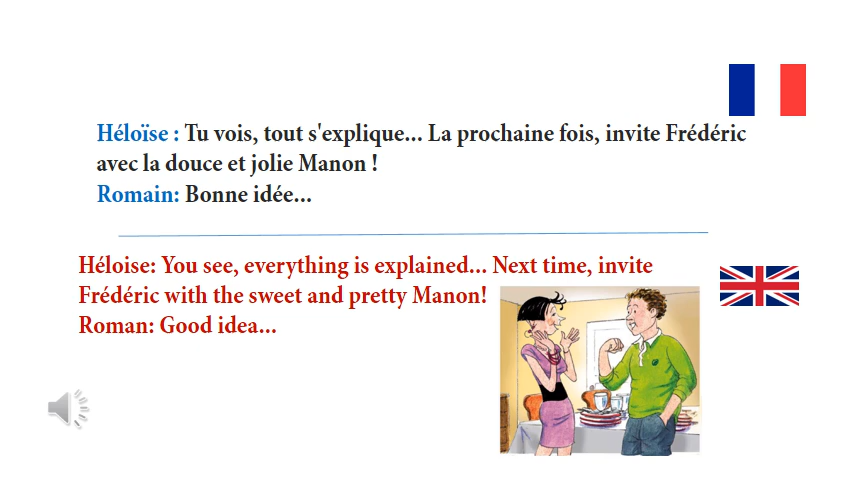 Héloïse : Tu vois, tout s'explique... La prochaine fois, invite Frédéric
avec la douce et jolie Manon !
Romain: Bonne idée...
Héloise: You see, everything is explained... Next time, invite
Frédéric with the sweet and pretty Manon!
Roman: Good idea...